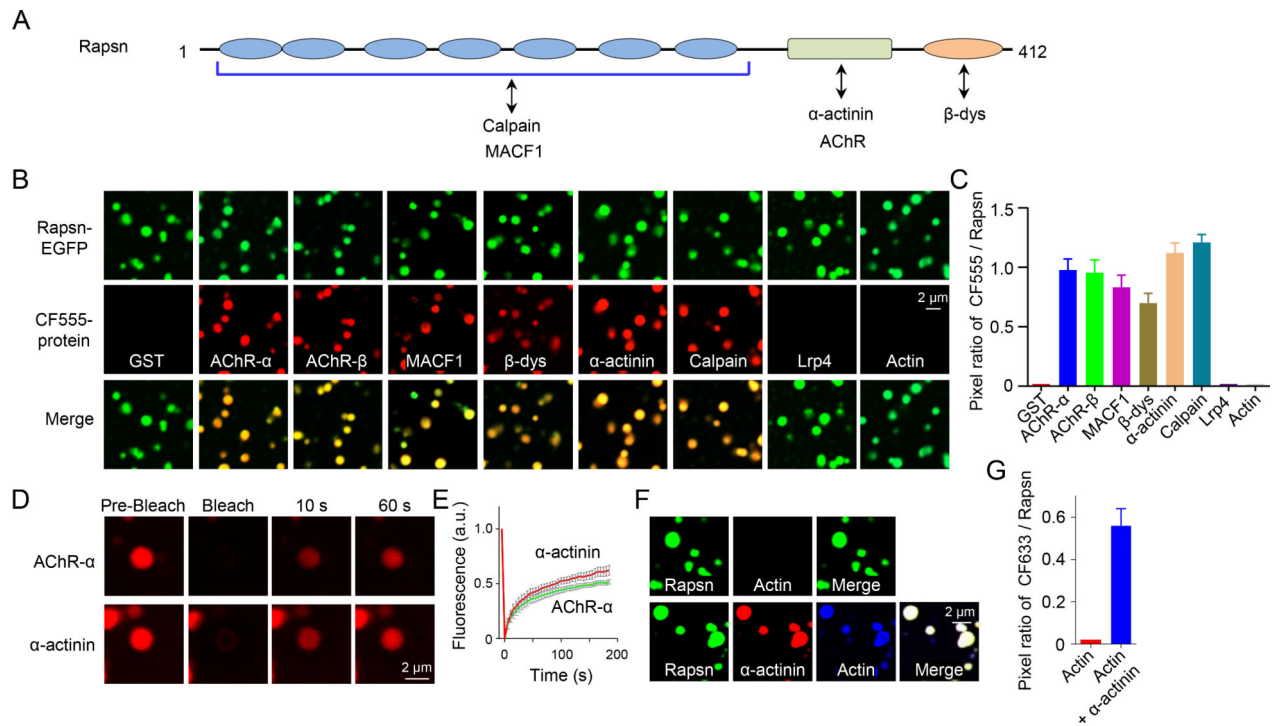 A
Rapsn 1 412
Calpain
MACF1
α-actinin
AChR
β-dys
B
Rapsn-
EGFP
CF555-
protein
2 µm
GST AChR-α AChR-β MACF1 β-dys α-actinin Calpain Lrp4 Actin
Merge
C
Pixel ratio of CF555 / Rapsn
1.5
1.0
0.5
0
GST
AChR-α
AChR-β
MACF1
β-dys
α-actinin
Calpain
Lrp4
Actin
D
Pre-Bleach Bleach 10 s 60 s
AChR-α
α-actinin
2 µm
E
Fluorescence (a.u.)
1.0
0.5
0
α-actinin
AChR-α
0 100 200
Time (s)
F
Rapsn Actin Merge
2 µm
Rapsn α-actinin Actin Merge
G
Pixel ratio of CF633 / Rapsn
0.6
0.4
0.2
0
Actin
Actin
+ α-actinin